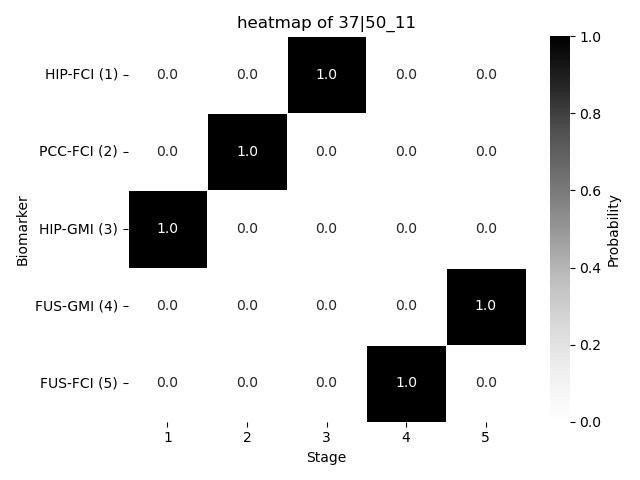 heatmap of 37|50_11
HIP-FCI (1) 0.0 0.0 1.0 0.0 0.0
PCC-FCI (2) 0.0 1.0 0.0 0.0 0.0
HIP-GMI (3) 1.0 0.0 0.0 0.0 0.0
FUS-GMI (4) 0.0 0.0 0.0 0.0 1.0
FUS-FCI (5) 0.0 0.0 0.0 1.0 0.0
1 2 3 4 5
Stage
Biomarker
1.0
0.8
0.6
0.4
0.2
0.0
Probability